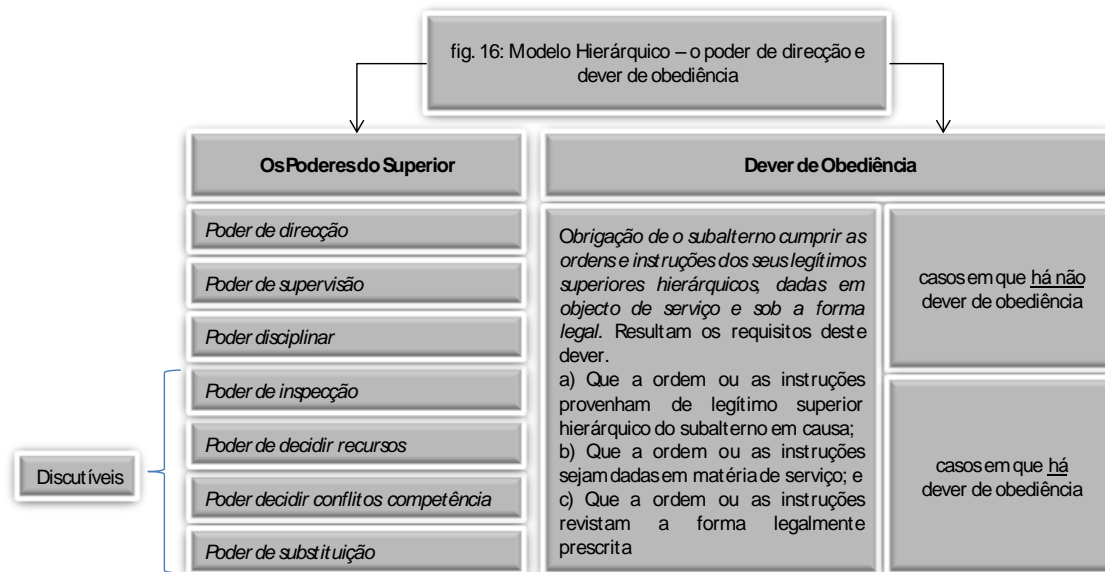 fig. 16: Modelo Hierárquico – o poder de direcção e
dever de obediência
Os Poderes do Superior
Poder de direcção
Poder de supervisão
Poder disciplinar
Poder de inspecção
Poder de decidir recursos
Poder decidir conflitos competência
Poder de substituição
Discutíveis
Dever de Obediência
Obrigação de o subalterno cumprir as
ordens e instruções dos seus legítimos
superiores hierárquicos, dadas em
objecto de serviço e sob a forma
legal. Resultam os requisitos deste
dever.
a) Que a ordem ou as instruções
provenham de legítimo superior
hierárquico do subalterno em causa;
b) Que a ordem ou as instruções
sejam dadas em matéria de serviço; e
c) Que a ordem ou as instruções
revistam a forma legalmente
prescrita
casos em que há não
dever de obediência
casos em que há
dever de obediência